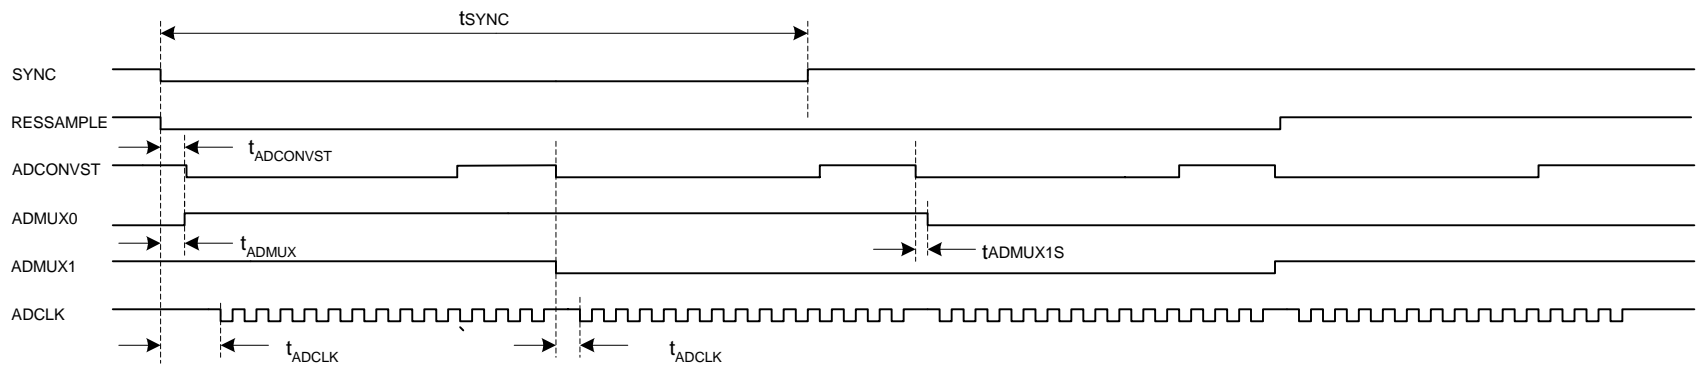 tSYNC
SYNC
RESSAMPLE
tADCONVST
ADCONVST
ADMUX0
tADMUX
tADMUX1S
ADMUX1
ADCLK
tADCLK
tADCLK